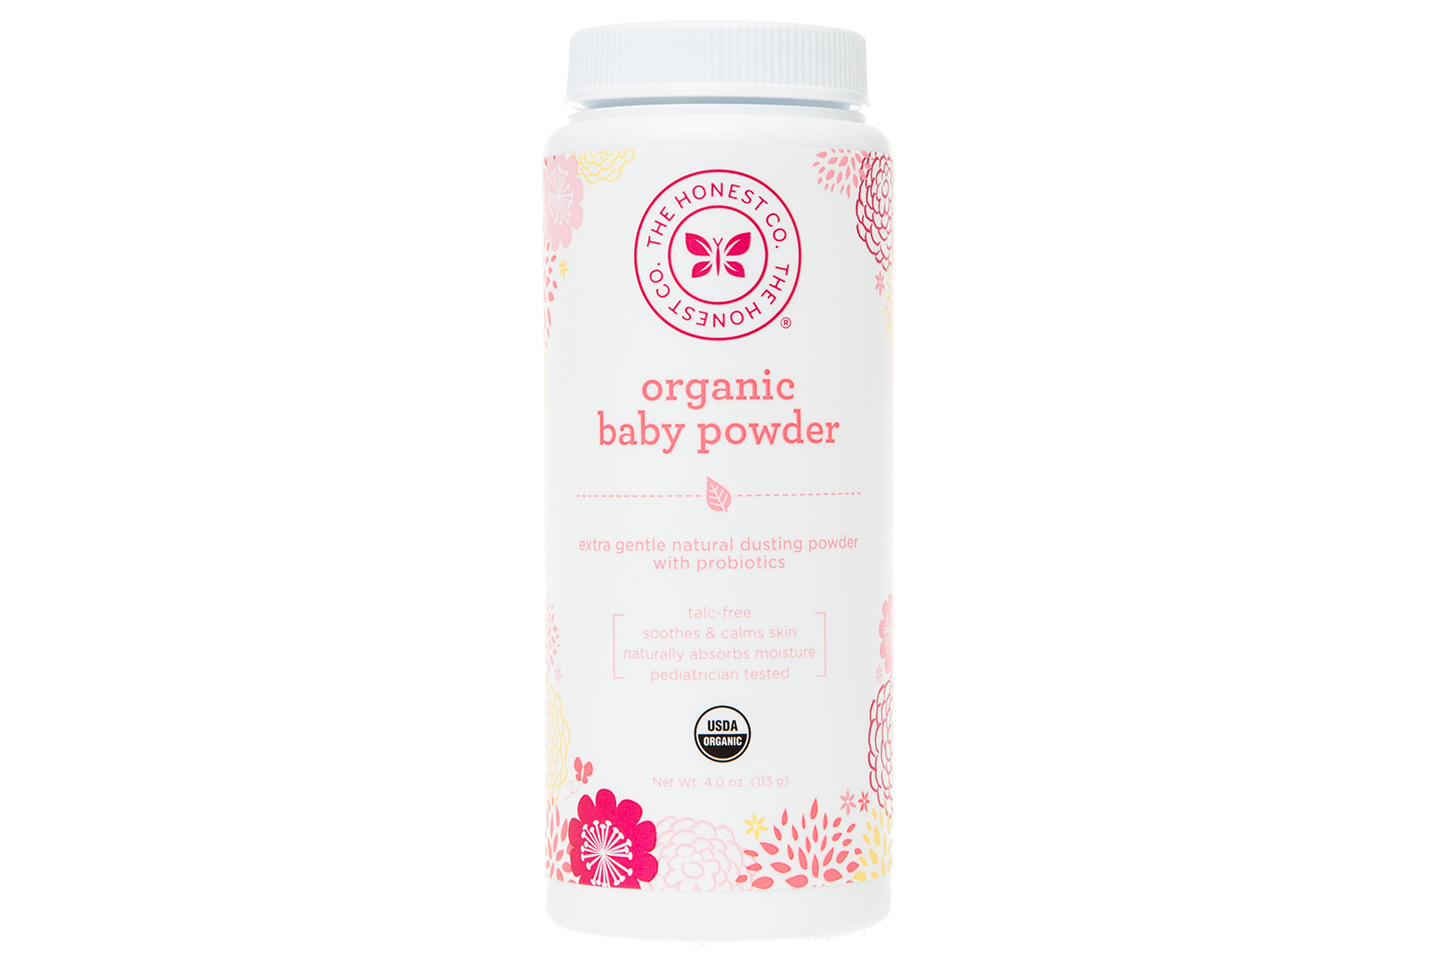 THE HONEST CO. THE HONEST CO.
®
organic
baby powder
extra gentle natural dusting powder
with probiotics
talc-free
soothes & calms skin
naturally absorbs moisture
pediatrician tested
USDA
ORGANIC
Net Wt. 4.0 oz. (113 g)